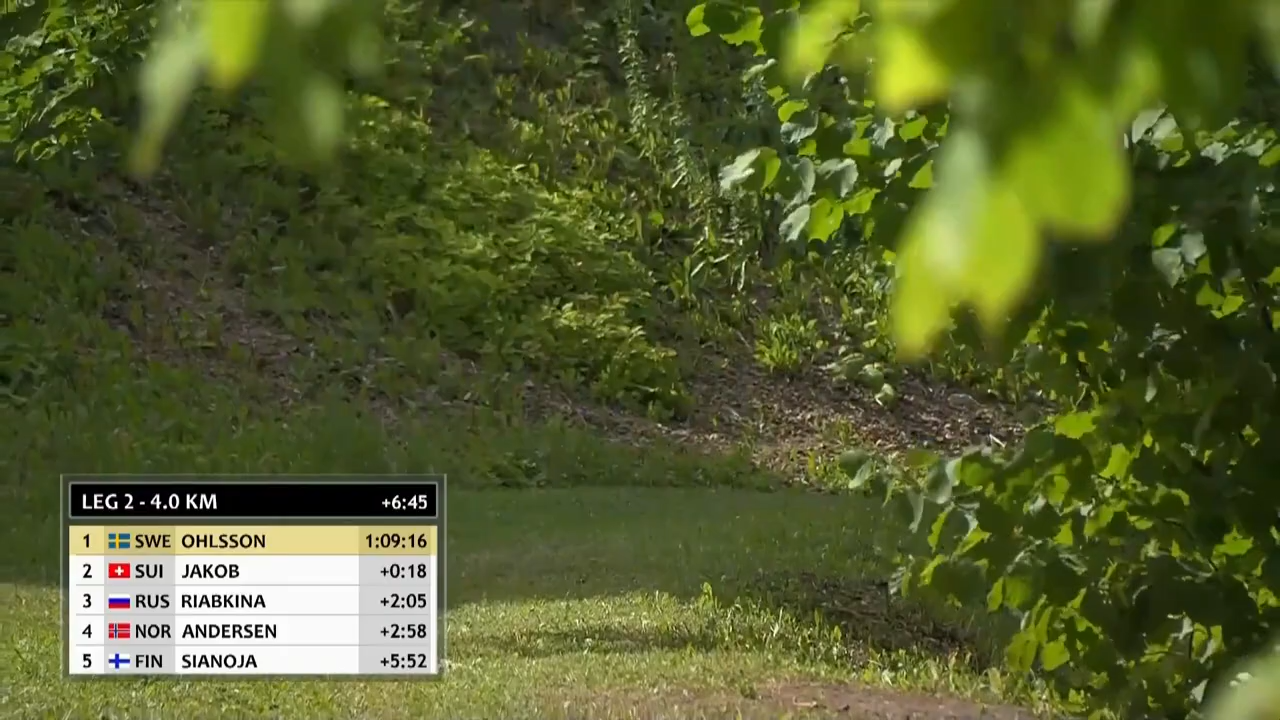 LEG 2 - 4.0 KM +6:45
1 SWE OHLSSON 1:09:16
2 SUI JAKOB +0:18
3 RUS RIABKINA +2:05
4 NOR ANDERSEN +2:58
5 FIN SIANOJA +5:52